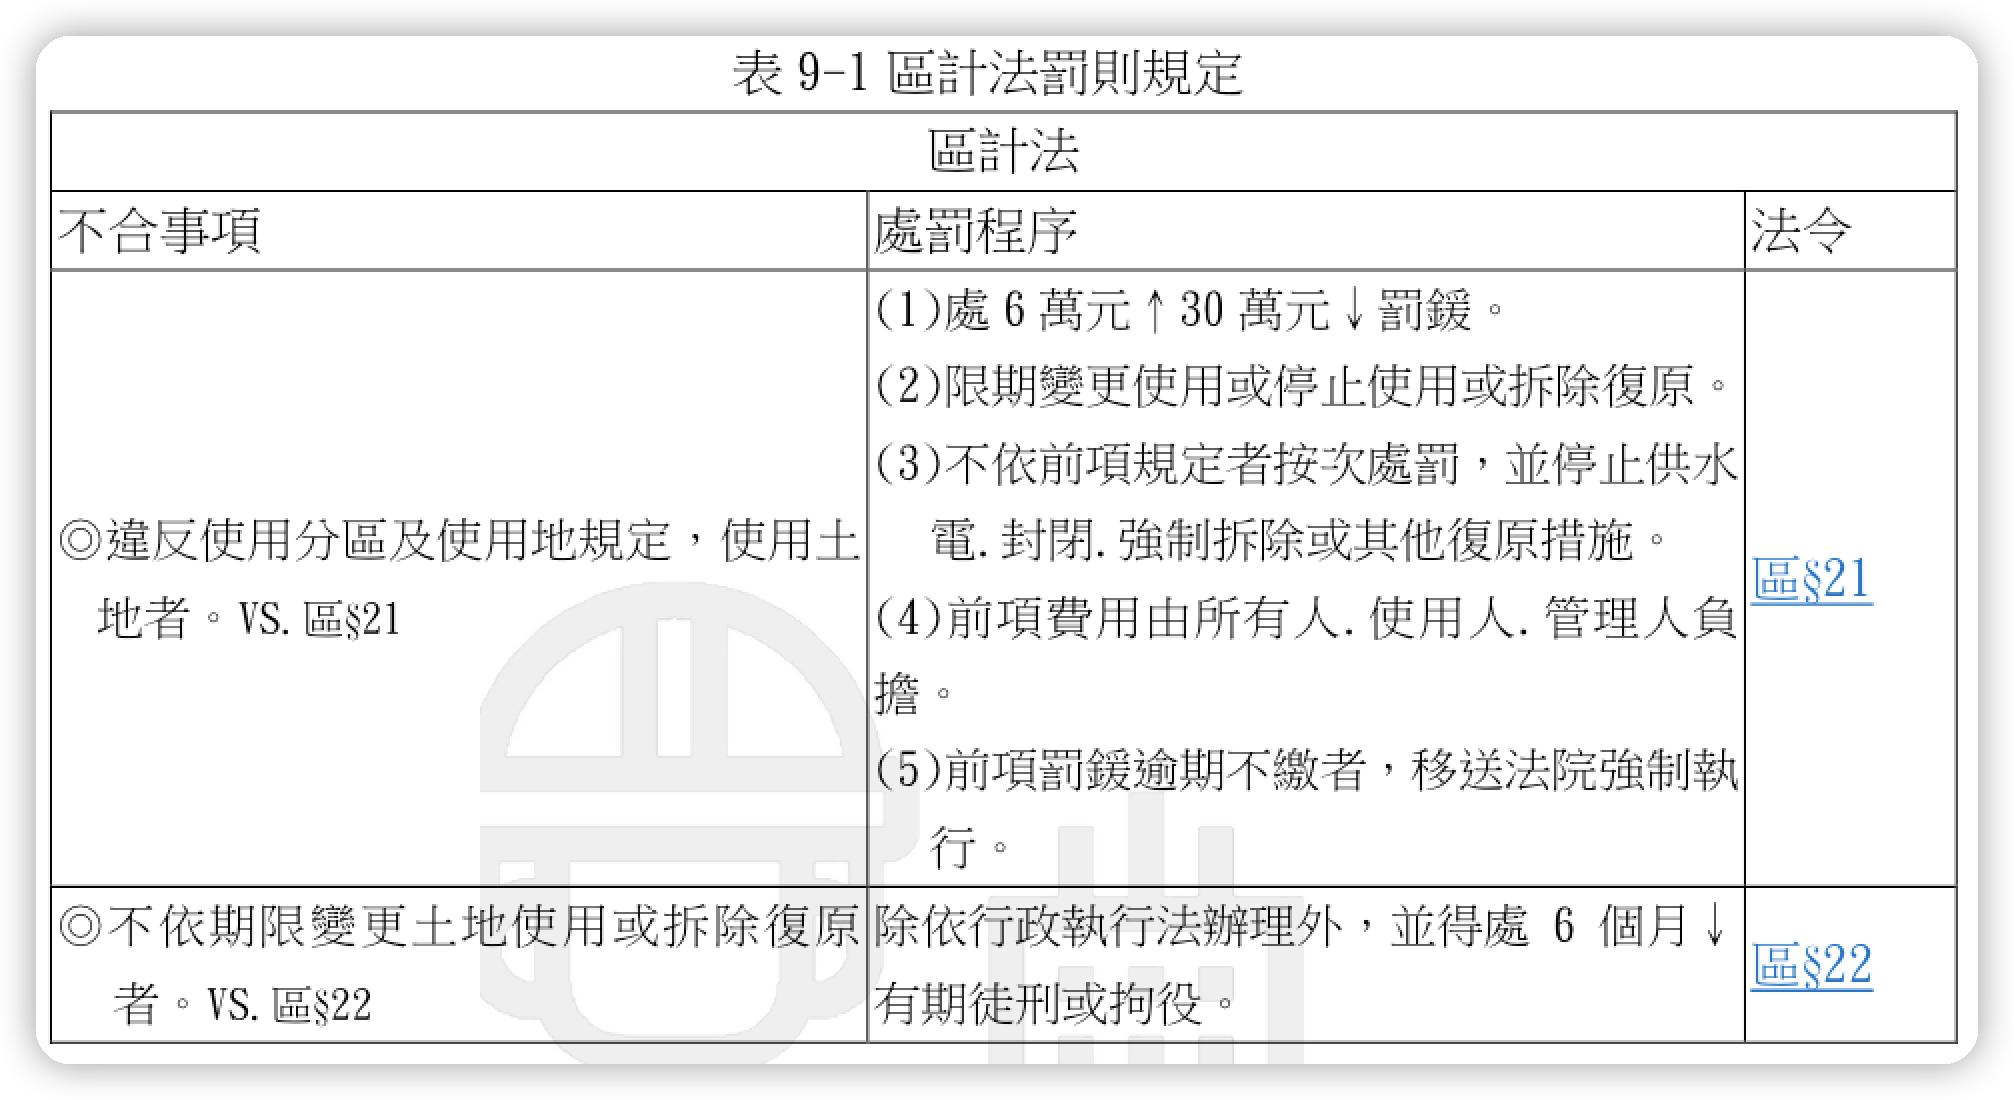 表 9-1 區計法罰則規定
區計法
不合事項
處罰程序
法令
◎違反使用分區及使用地規定，使用土
地者。VS.區§21
(1)處 6 萬元↑30 萬元↓罰鍰。
(2)限期變更使用或停止使用或拆除復原。
(3)不依前項規定者按次處罰，並停止供水
電.封閉.強制拆除或其他復原措施。
(4)前項費用由所有人.使用人.管理人負
擔。
(5)前項罰鍰逾期不繳者，移送法院強制執
行。
區§21
◎不依期限變更土地使用或拆除復原
者。VS.區§22
除依行政執行法辦理外，並得處 6 個月↓
有期徒刑或拘役。
區§22